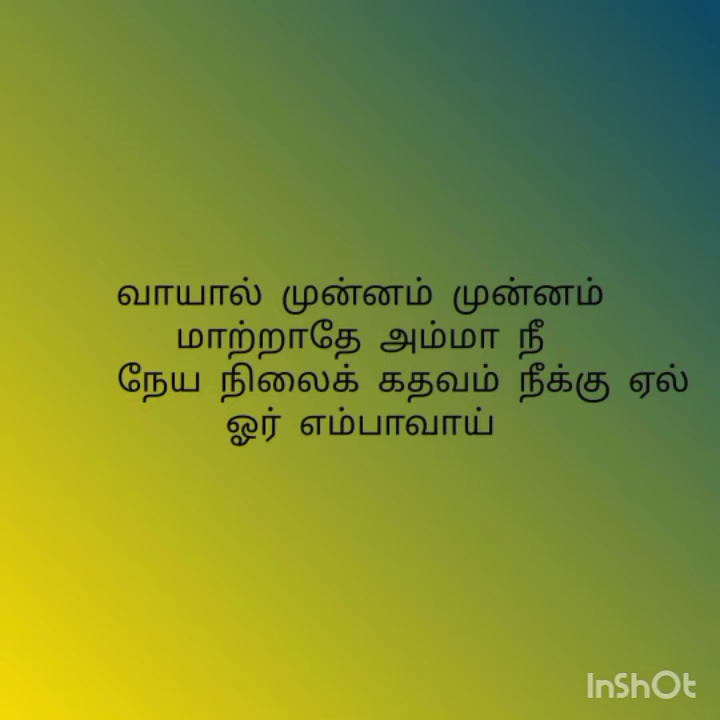 வாயால் முன்னம் முன்னம்
மாற்றாதே அம்மா நீ
நேய நிலைக் கதவம் நீக்கு ஏல்
ஓர் எம்பாவாய்
InShOt